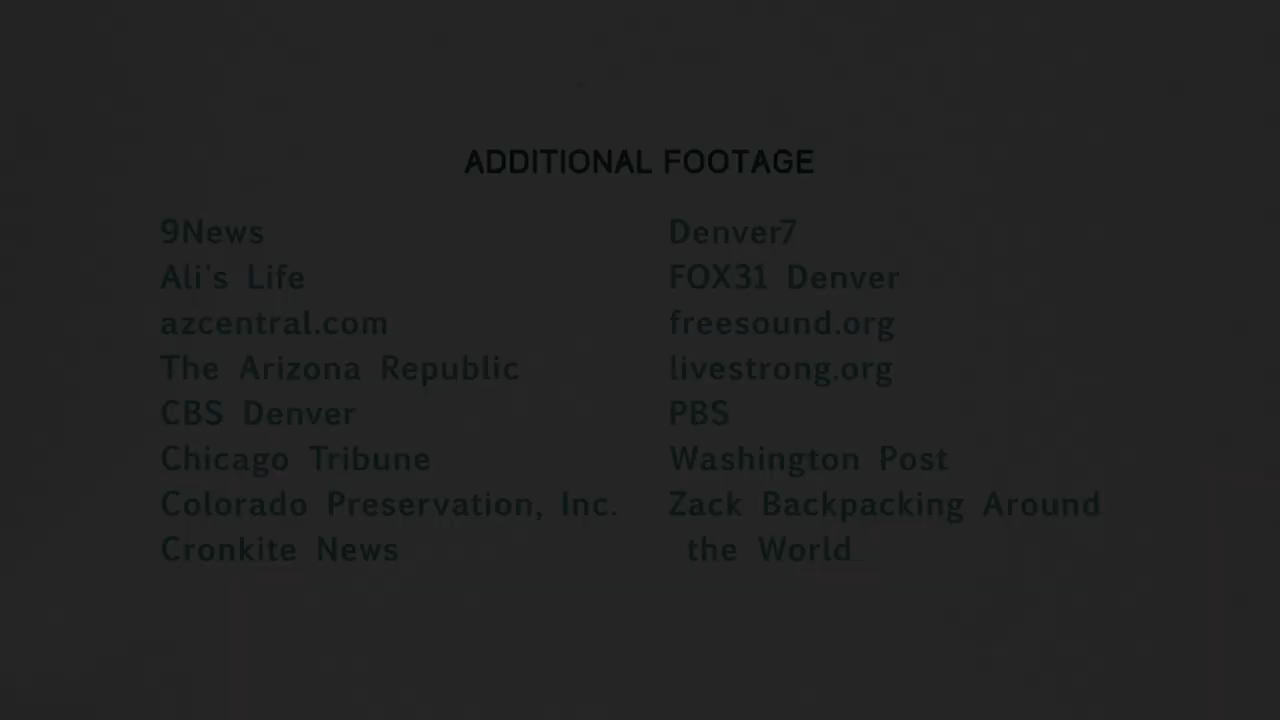 ADDITIONAL FOOTAGE
9News
Ali's Life
azcentral.com
The Arizona Republic
CBS Denver
Chicago Tribune
Colorado Preservation, Inc.
Cronkite News
Denver7
FOX31 Denver
freesound.org
livestrong.org
PBS
Washington Post
Zack Backpacking Around
the World